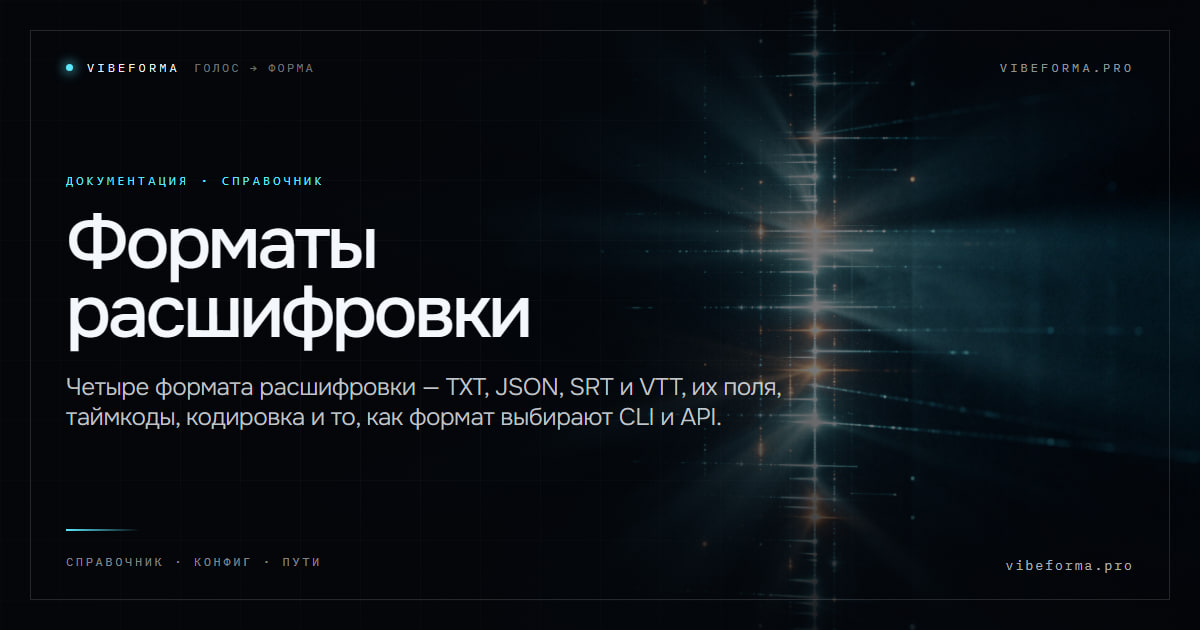 VIBEFORMA ГОЛОС → ФОРМА
VIBEFORMA.PRO
ДОКУМЕНТАЦИЯ · СПРАВОЧНИК
Форматы
расшифровки
Четыре формата расшифровки — TXT, JSON, SRT и VTT, их поля,
таймкоды, кодировка и то, как формат выбирают CLI и API.
СПРАВОЧНИК · КОНФИГ · ПУТИ
vibeforma.pro